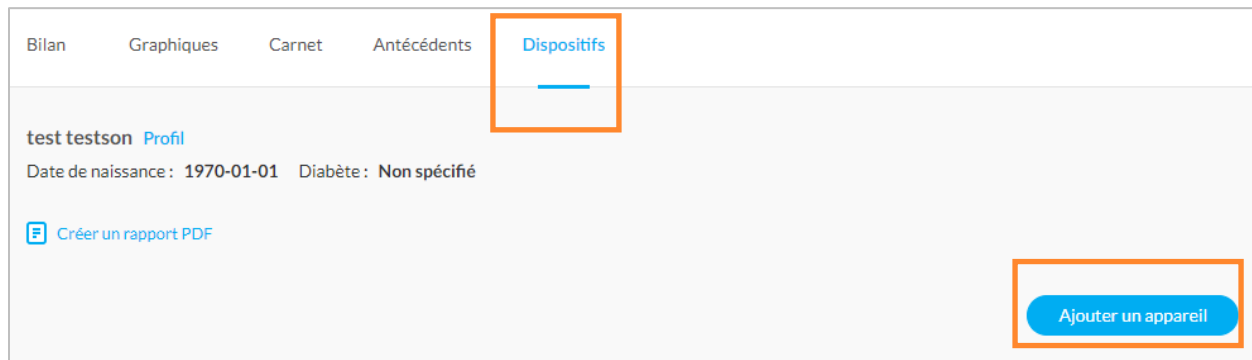 Bilan Graphiques Carnet Antécédents Dispositifs
test testson Profil
Date de naissance : 1970-01-01 Diabète : Non spécifié
Créer un rapport PDF
Ajouter un appareil